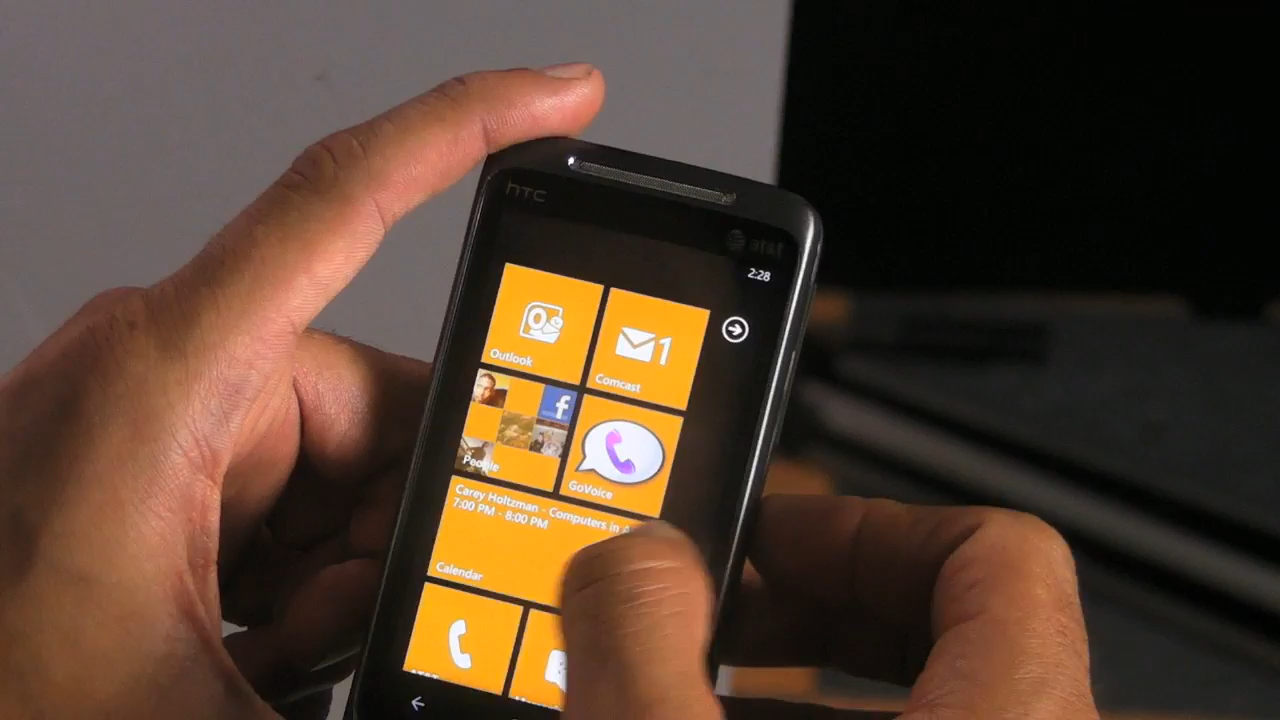 hTC
at&t
2:28
Outlook
1
Comcast
f
People
GoVoice
Carey Holtzman - Computers in
7:00 PM - 8:00 PM
Calendar
AT&T